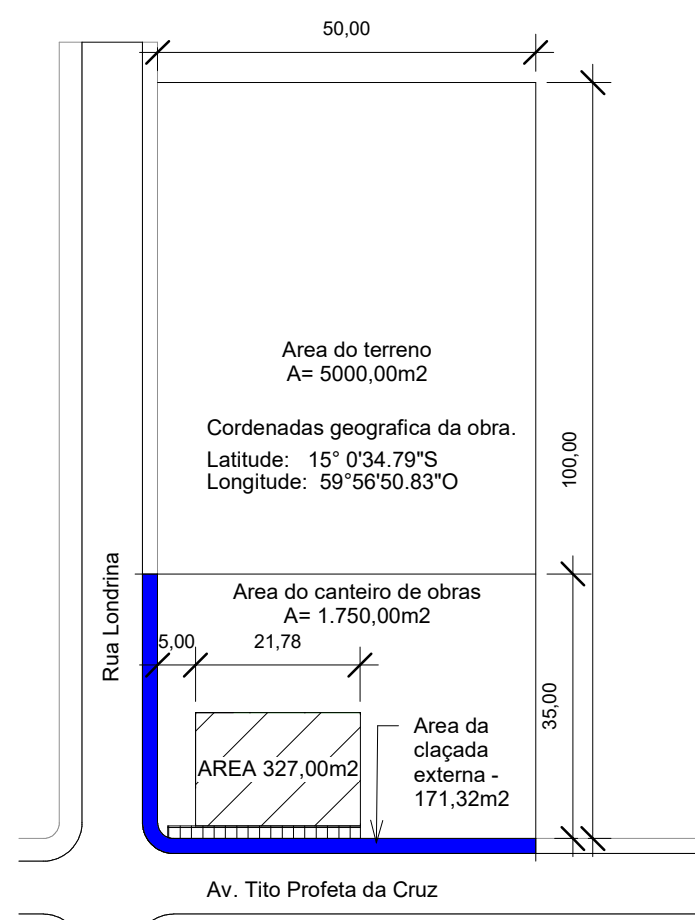 50,00
Area do terreno
A= 5000,00m2
Cordenadas geografica da obra.
Latitude: 15° 0'34.79"S
Longitude: 59°56'50.83"O
100,00
Rua Londrina
Area do canteiro de obras
A= 1.750,00m2
5,00
21,78
35,00
AREA 327,00m2
Area da
claçada
externa -
171,32m2
Av. Tito Profeta da Cruz